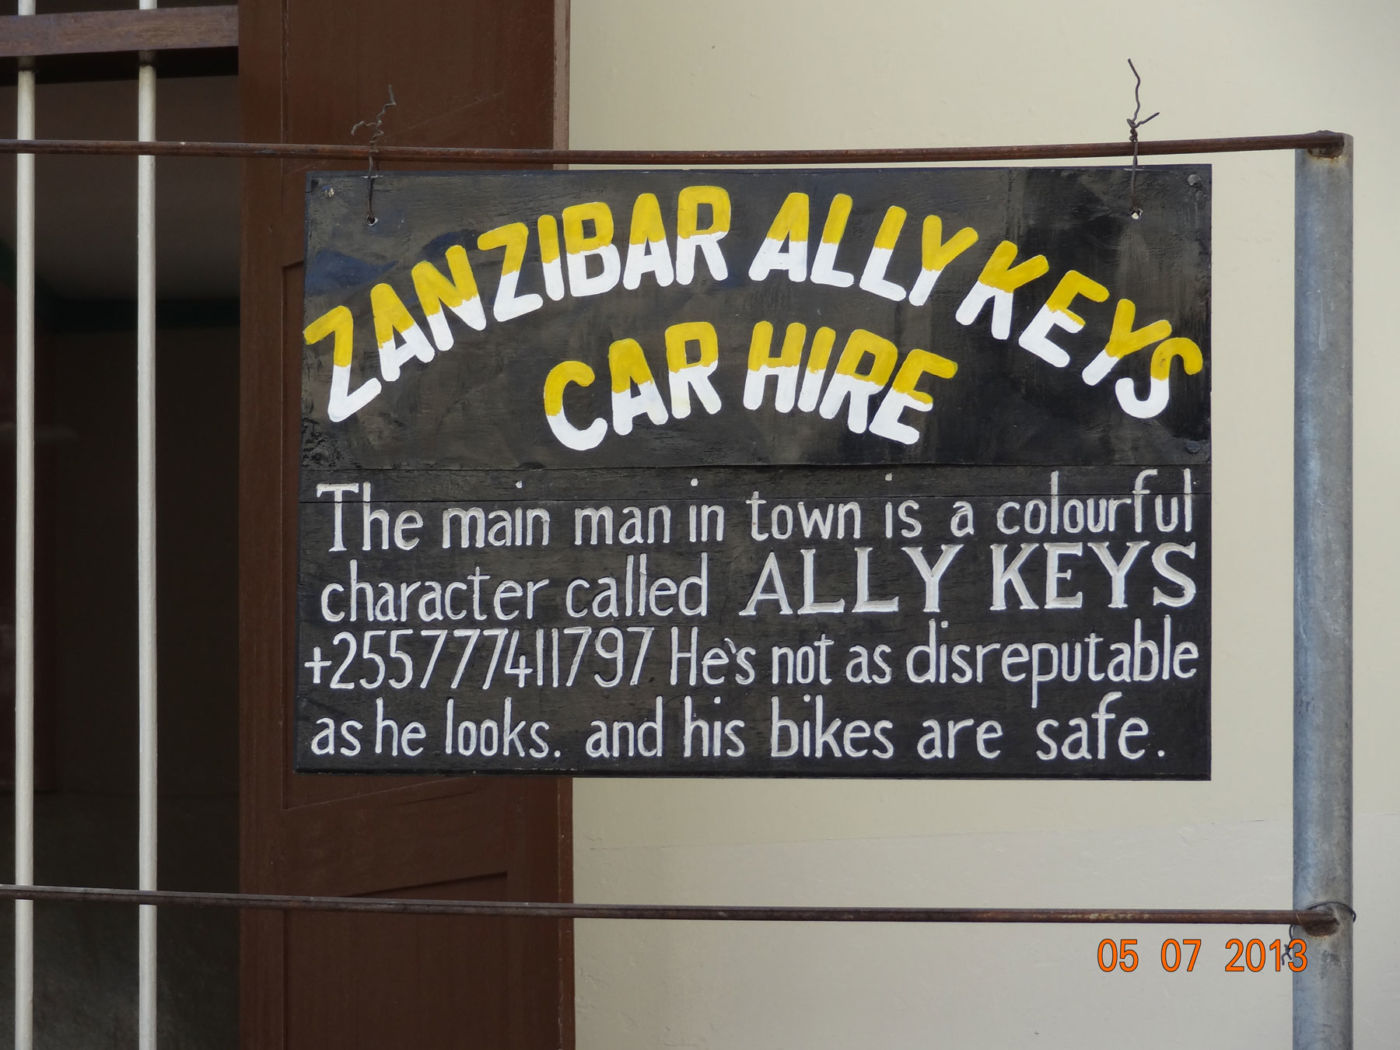 ZANZIBAR ALLY KEYS
CAR HIRE
The main man in town is a colourful
character called ALLY KEYS
+255777411797 He's not as disreputable
as he looks. and his bikes are safe.
05 07 2013